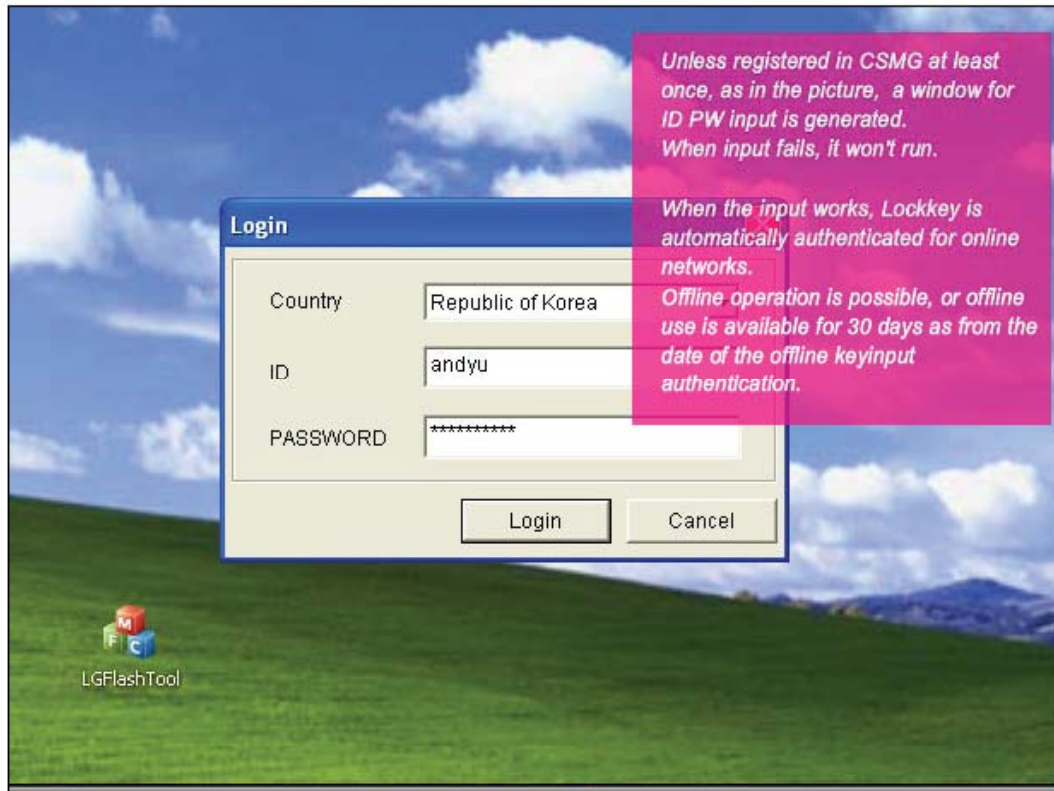 Unless registered in CSMG at least
once, as in the picture, a window for
ID PW input is generated.
When input fails, it won't run.
When the input works, Lockkey is
automatically authenticated for online
networks.
Offline operation is possible, or offline
use is available for 30 days as from the
date of the offline keyinput
authentication.
Login
Country
Republic of Korea
ID
andyu
PASSWORD
**********
Login
Cancel
M
F
C
LGFlashTool